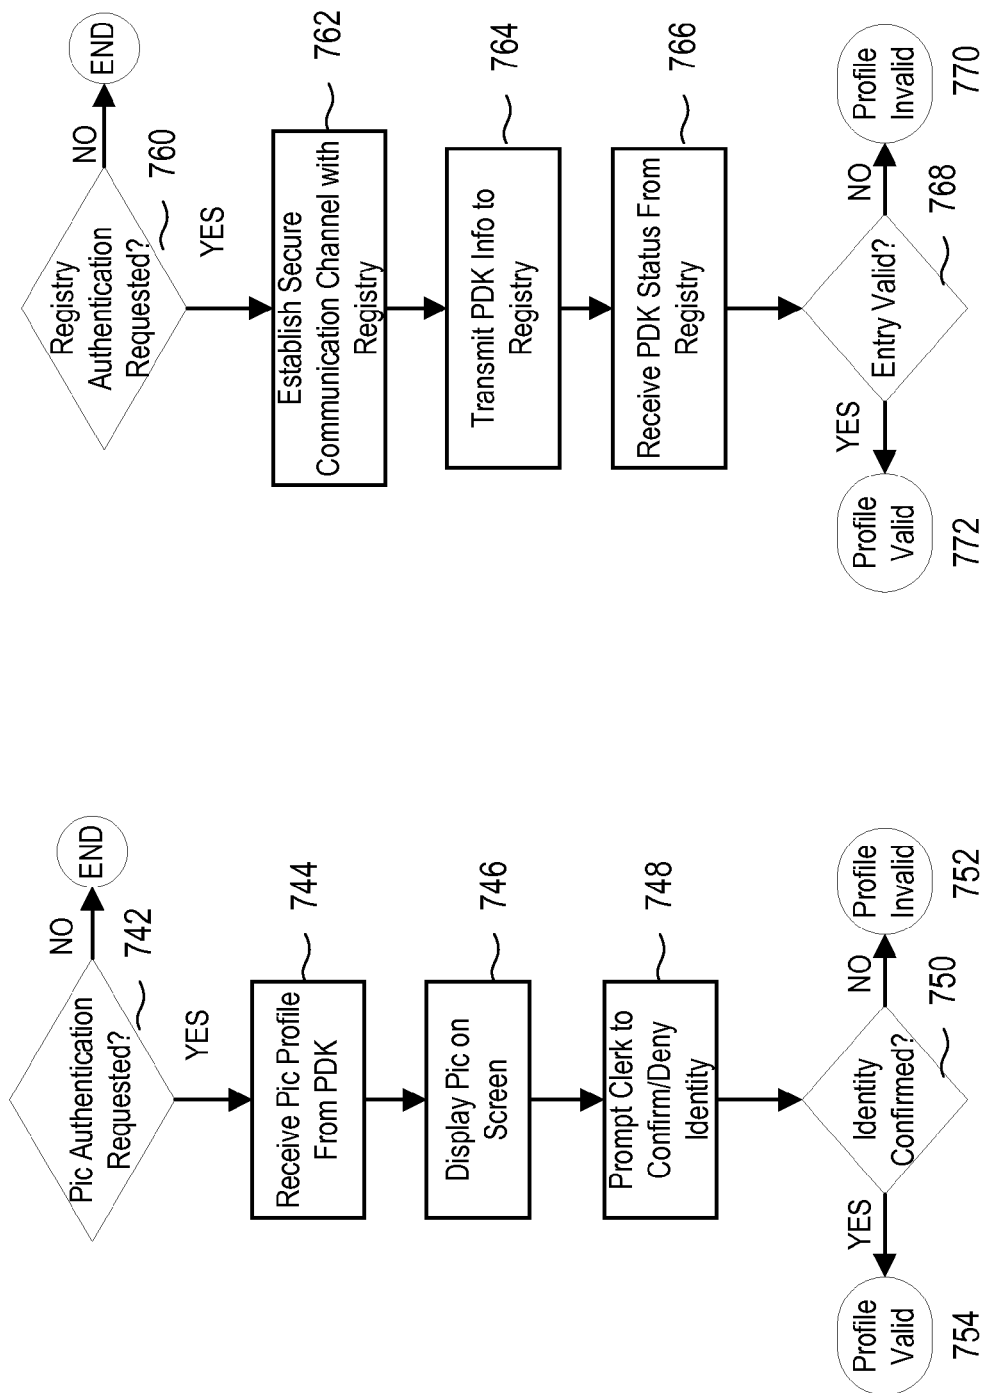 Pic Authentication
Requested?
742
NO
END
YES
Receive Pic Profile
From PDK
744
Display Pic on
Screen
746
Prompt Clerk to
Confirm/Deny
Identity
748
Identity
Confirmed?
750
YES
NO
Profile
Valid
754
Profile
Invalid
752
Registry
Authentication
Requested?
760
NO
END
YES
Establish Secure
Communication Channel with
Registry
762
Transmit PDK Info to
Registry
764
Receive PDK Status From
Registry
766
Entry Valid?
768
YES
NO
Profile
Valid
772
Profile
Invalid
770